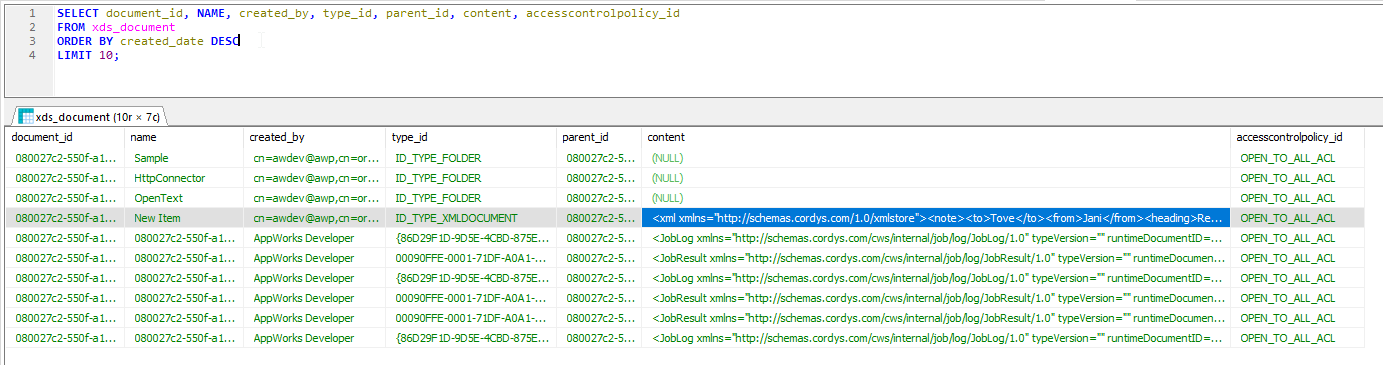 1 SELECT document_id, NAME, created_by, type_id, parent_id, content, accesscontrolpolicy_id
2 FROM xds_document
3 ORDER BY created_date DESC
4 LIMIT 10;
xds_document (10r × 7c)
document_id name created_by type_id parent_id content accesscontrolpolicy_id
080027c2-550f-a1... Sample cn=awdev@awp,cn=or... ID_TYPE_FOLDER 080027c2-5... (NULL) OPEN_TO_ALL_ACL
080027c2-550f-a1... HttpConnector cn=awdev@awp,cn=or... ID_TYPE_FOLDER 080027c2-5... (NULL) OPEN_TO_ALL_ACL
080027c2-550f-a1... OpenText cn=awdev@awp,cn=or... ID_TYPE_FOLDER 080027c2-5... (NULL) OPEN_TO_ALL_ACL
080027c2-550f-a1... New Item cn=awdev@awp,cn=or... ID_TYPE_XMLDOCUMENT 080027c2-5... <xml xmlns="http://schemas.cordys.com/1.0/xmlstore"><note><to>Tove</to><from>Jani</from><heading>Re... OPEN_TO_ALL_ACL
080027c2-550f-a1... 080027c2-550f-a1... AppWorks Developer {86D29F1D-9D5E-4CBD-875E... 080027c2-5... <JobLog xmlns="http://schemas.cordys.com/cws/internal/job/log/JobLog/1.0" typeVersion="" runtimeDocumentID=... OPEN_TO_ALL_ACL
080027c2-550f-a1... 080027c2-550f-a1... AppWorks Developer 00090FFE-0001-71DF-A0A1-... 080027c2-5... <JobResult xmlns="http://schemas.cordys.com/cws/internal/job/log/JobResult/1.0" typeVersion="" runtimeDocumen... OPEN_TO_ALL_ACL
080027c2-550f-a1... 080027c2-550f-a1... AppWorks Developer {86D29F1D-9D5E-4CBD-875E... 080027c2-5... <JobLog xmlns="http://schemas.cordys.com/cws/internal/job/log/JobLog/1.0" typeVersion="" runtimeDocumentID=... OPEN_TO_ALL_ACL
080027c2-550f-a1... 080027c2-550f-a1... AppWorks Developer 00090FFE-0001-71DF-A0A1-... 080027c2-5... <JobResult xmlns="http://schemas.cordys.com/cws/internal/job/log/JobResult/1.0" typeVersion="" runtimeDocumen... OPEN_TO_ALL_ACL
080027c2-550f-a1... 080027c2-550f-a1... AppWorks Developer 00090FFE-0001-71DF-A0A1-... 080027c2-5... <JobResult xmlns="http://schemas.cordys.com/cws/internal/job/log/JobResult/1.0" typeVersion="" runtimeDocumen... OPEN_TO_ALL_ACL
080027c2-550f-a1... 080027c2-550f-a1... AppWorks Developer {86D29F1D-9D5E-4CBD-875E... 080027c2-5... <JobLog xmlns="http://schemas.cordys.com/cws/internal/job/log/JobLog/1.0" typeVersion="" runtimeDocumentID=... OPEN_TO_ALL_ACL